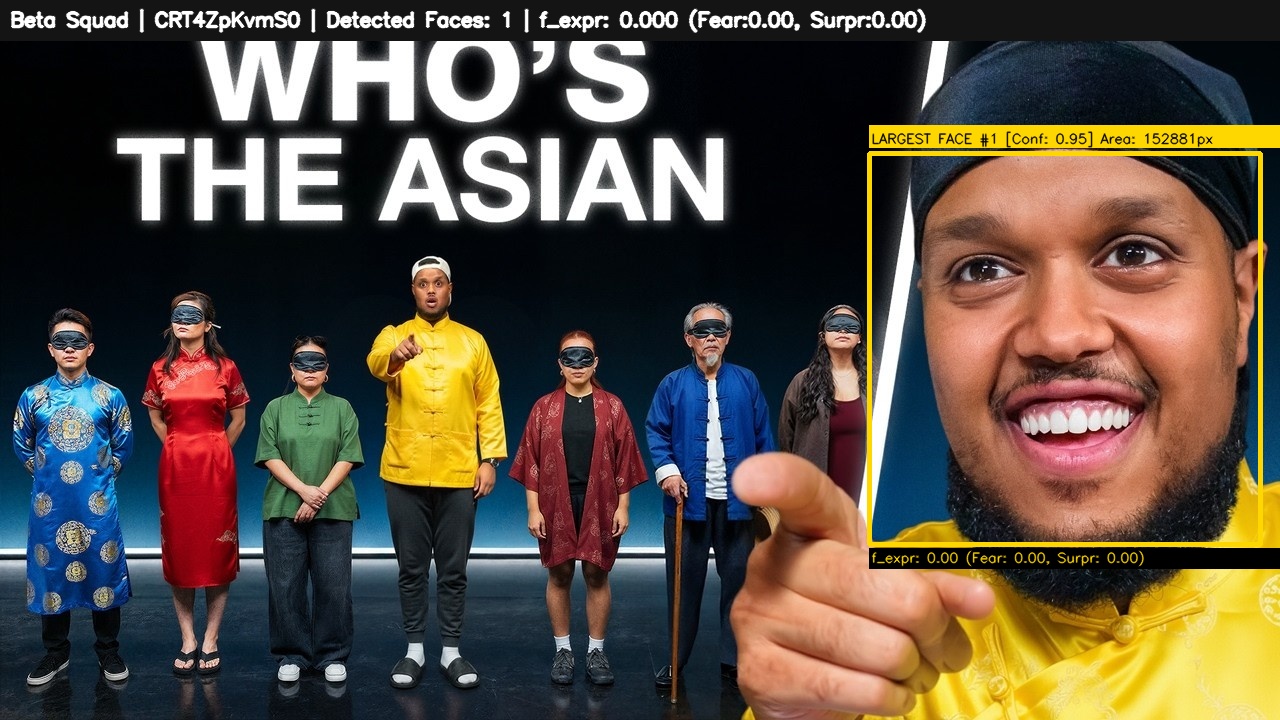 Beta Squad | CRT4ZpKvmS0 | Detected Faces: 1 | f_expr: 0.000 (Fear:0.00, Surpr:0.00)
WHO'S
THE ASIAN
LARGEST FACE #1 [Conf: 0.95] Area: 152881px
f_expr: 0.00 (Fear: 0.00, Surpr: 0.00)